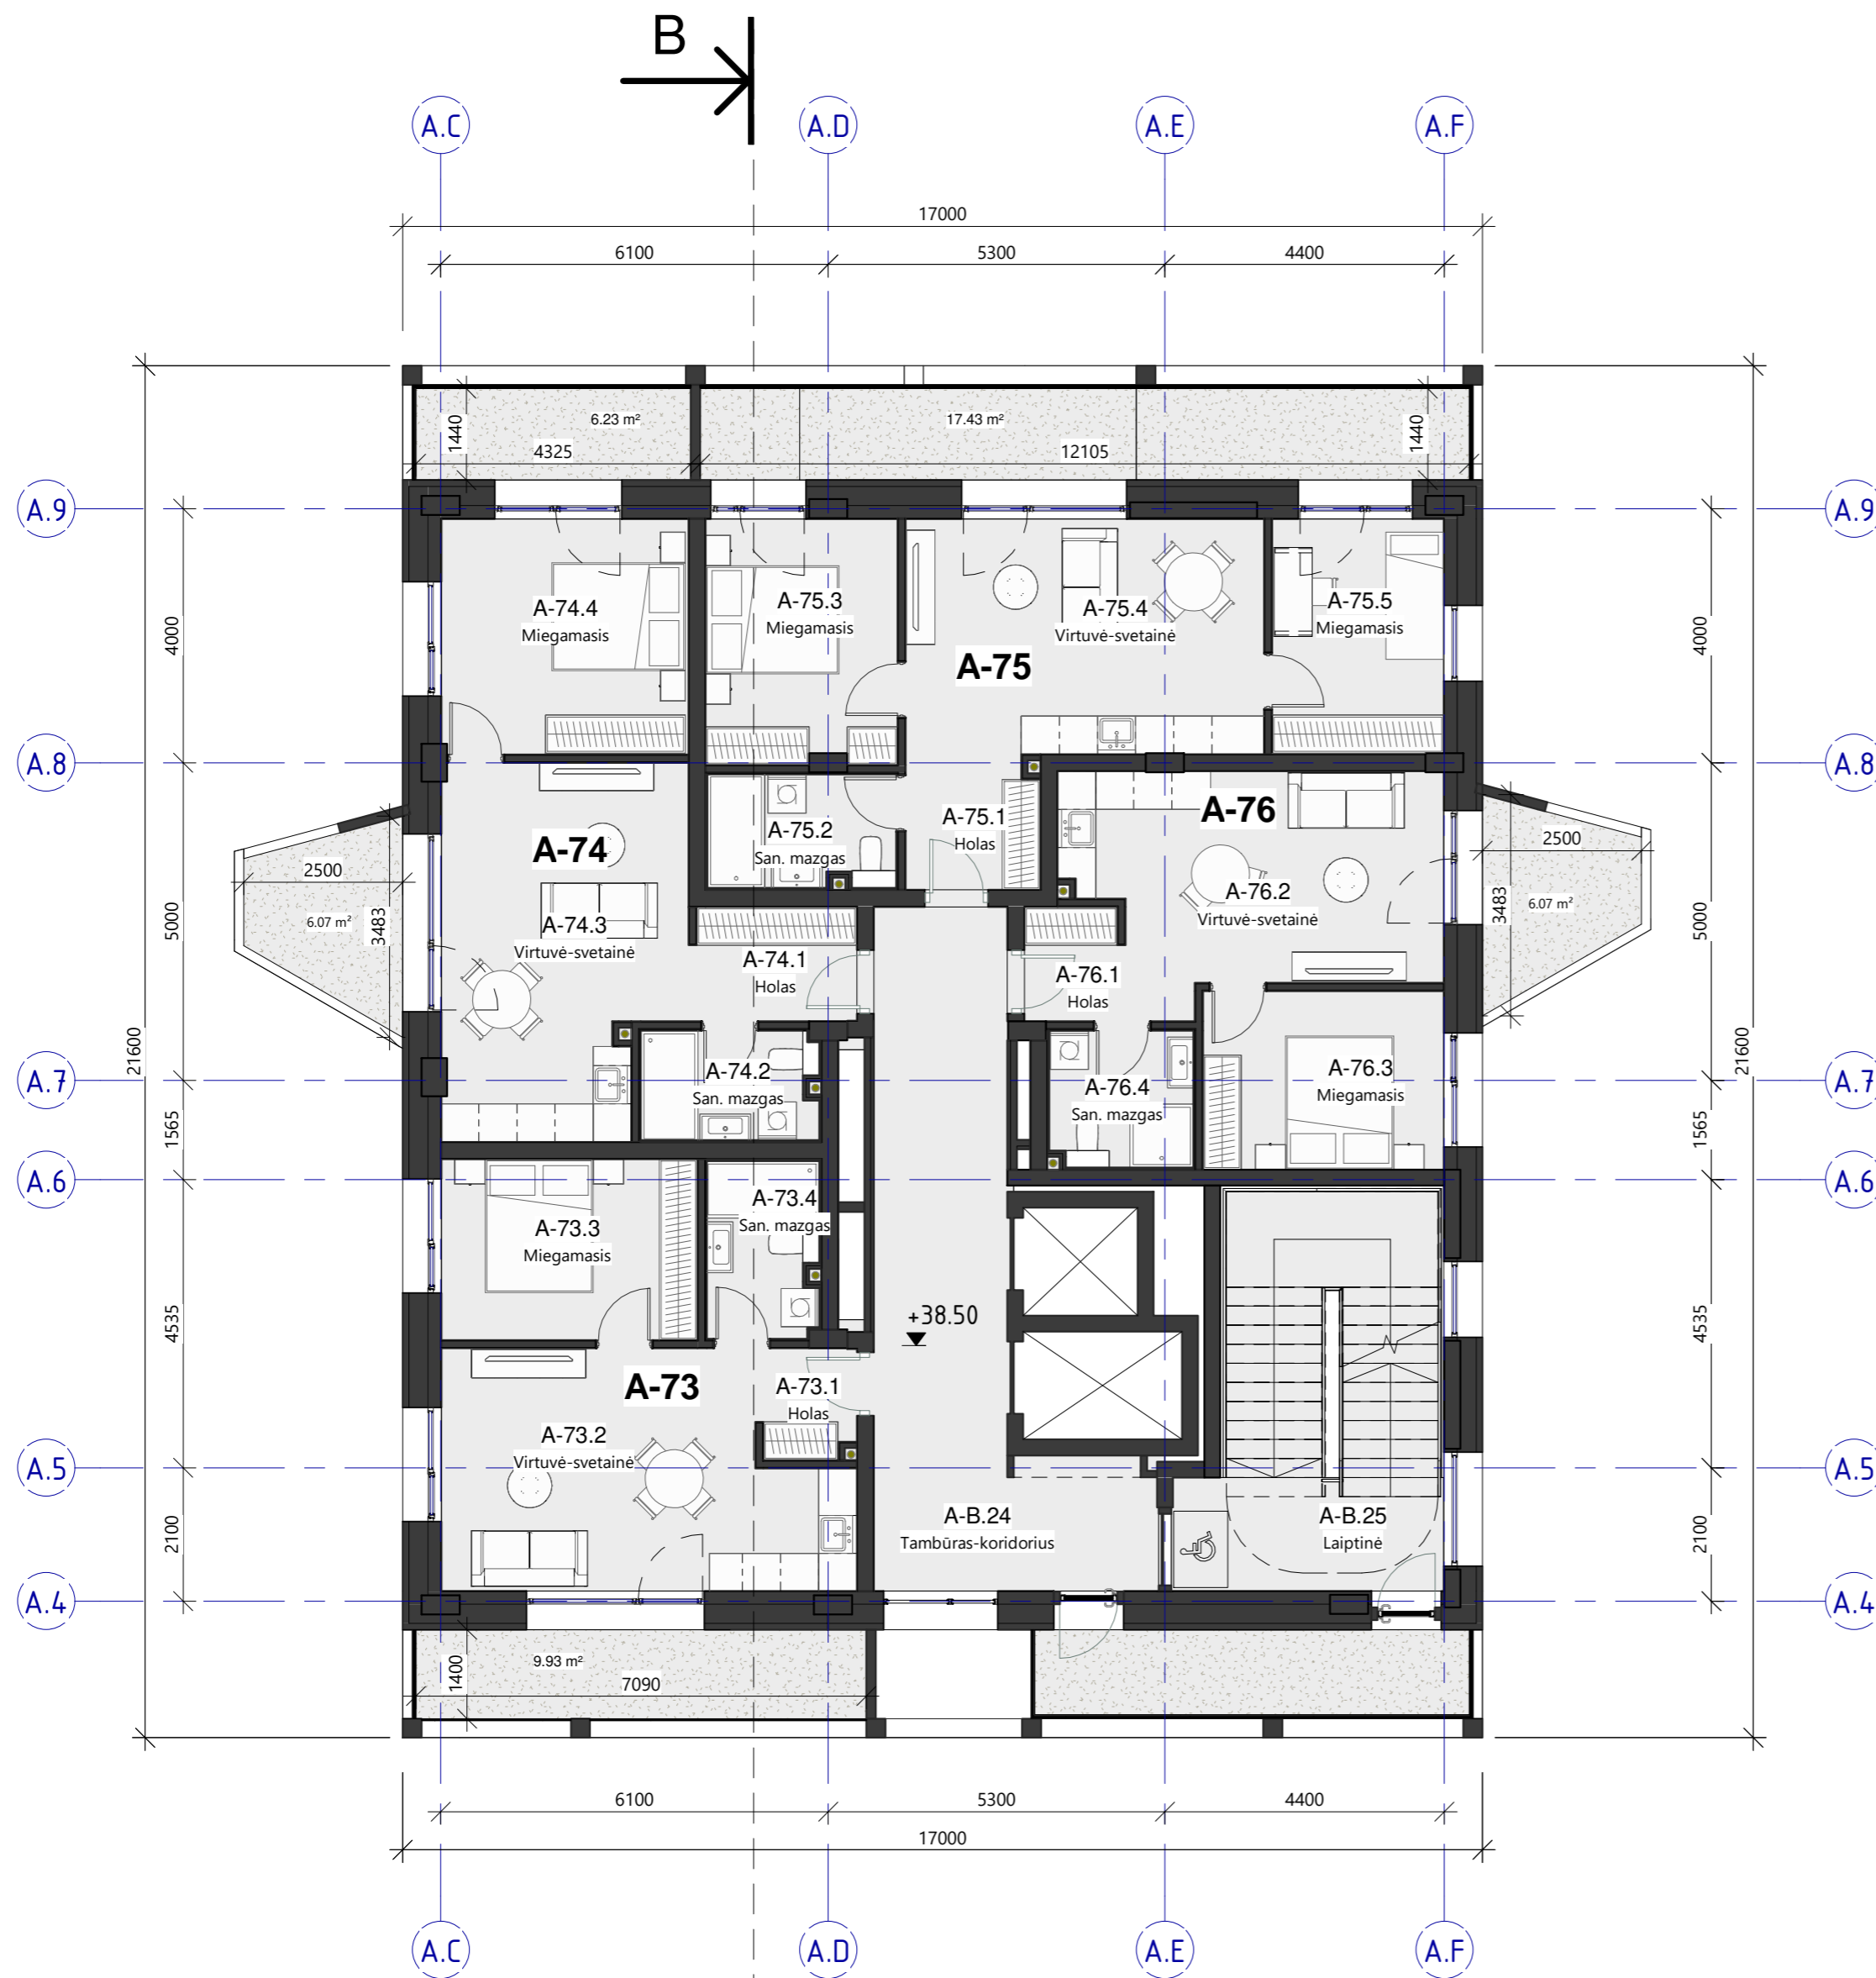 B
A.C
A.D
A.E
A.F
17000
6100
5300
4400
6.23 m²
17.43 m²
1440
1440
4325
12105
A.9
A.9
A-74.4
Miegamasis
A-75.3
Miegamasis
A-75.4
Virtuvė-svetainė
A-75.5
Miegamasis
4000
4000
A-75
A.8
A.8
A-74
A-75.2
San. mazgas
A-75.1
Holas
A-76
2500
2500
6.07 m²
3483
3483
6.07 m²
A-76.2
Virtuvė-svetainė
5000
5000
A-74.3
Virtuvė-svetainė
A-74.1
Holas
A-76.1
Holas
21600
21600
A.7
A.7
A-74.2
San. mazgas
A-76.4
San. mazgas
A-76.3
Miegamasis
1565
1565
A.6
A.6
A-73.3
Miegamasis
A-73.4
San. mazgas
+38.50
4535
4535
A-73
A-73.1
Holas
A-73.2
Virtuvė-svetainė
A.5
A.5
A-B.24
Tambūras-koridorius
A-B.25
Laiptinė
2100
2100
A.4
A.4
9.93 m²
1400
7090
6100
5300
4400
17000
A.C
A.D
A.E
A.F